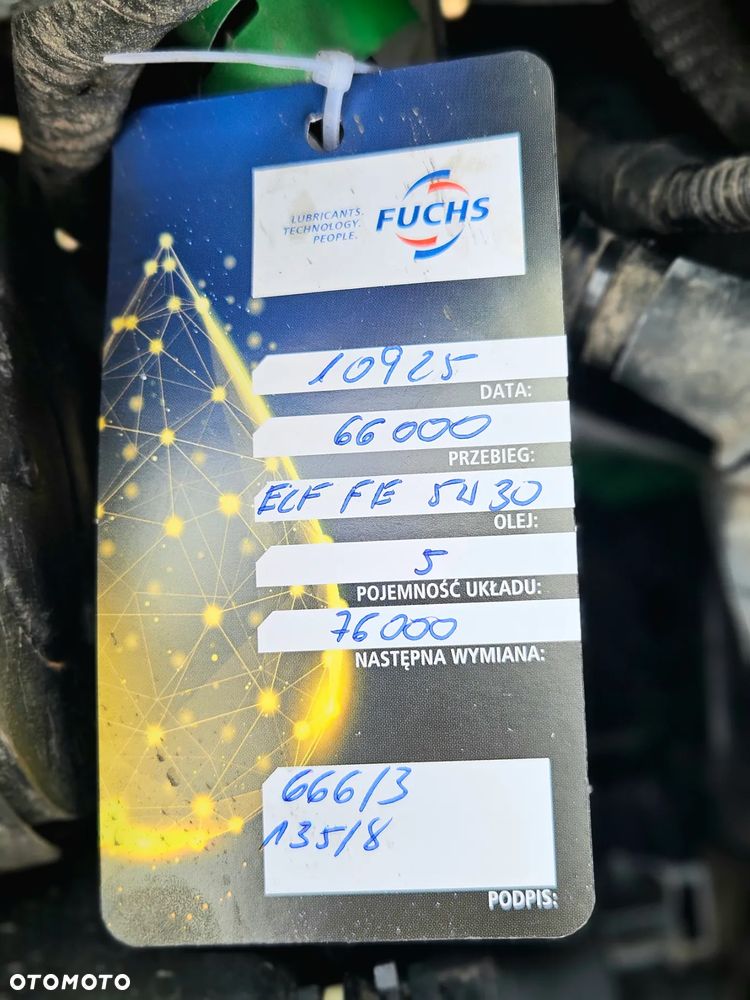 LUBRICANTS.
TECHNOLOGY.
PEOPLE.
FUCHS
10925
DATA:
66000
PRZEBIEG:
ELF FE 5W30
OLEJ:
5
POJEMNOŚĆ UKŁADU:
76000
NASTĘPNA WYMIANA:
666/3
135/8
PODPIS:
OTOMOTO